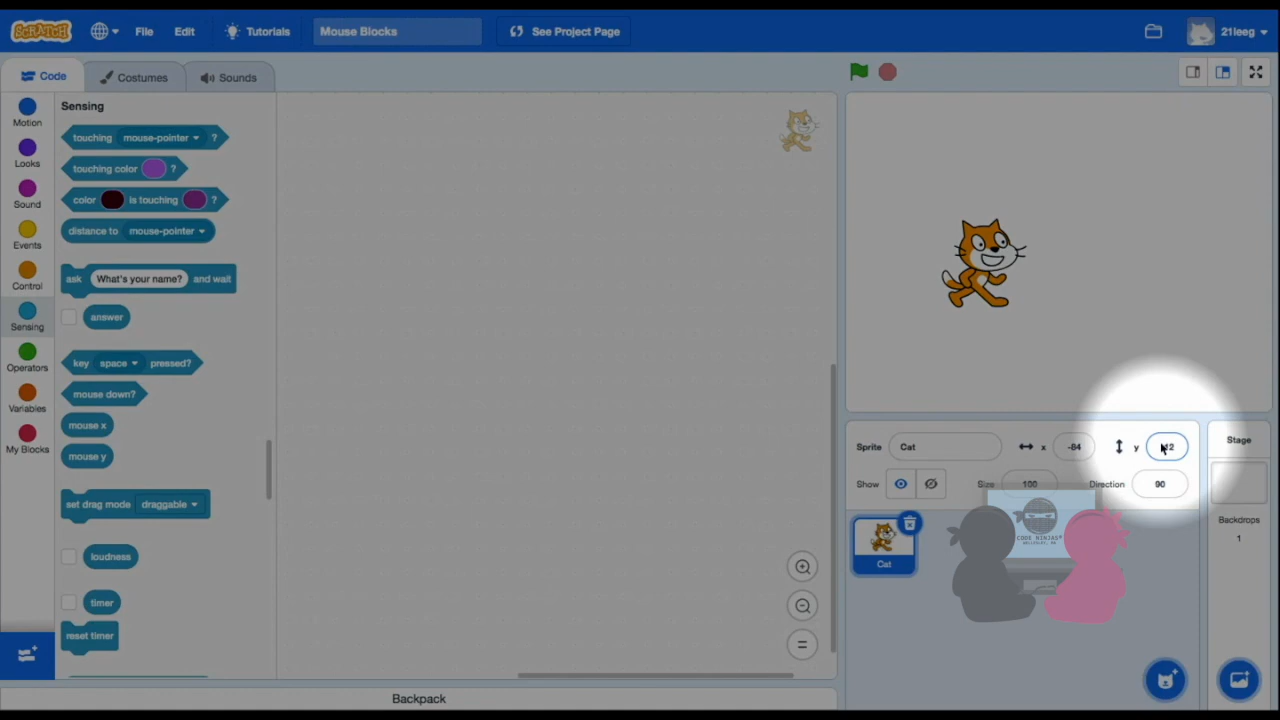 SCRATCH File Edit Tutorials Mouse Blocks See Project Page 21leeg
Code Costumes Sounds
Motion
Looks
Sound
Events
Control
Sensing
Operators
Variables
My Blocks
Sensing
touching mouse-pointer ?
touching color ?
color is touching ?
distance to mouse-pointer
ask What's your name? and wait
answer
key space pressed?
mouse down?
mouse x
mouse y
set drag mode draggable
loudness
timer
reset timer
Backpack
Sprite Cat x -84 y
Show Size 100 Direction 90
Cat
CODE NINJAS
Stage
Backdrops
1